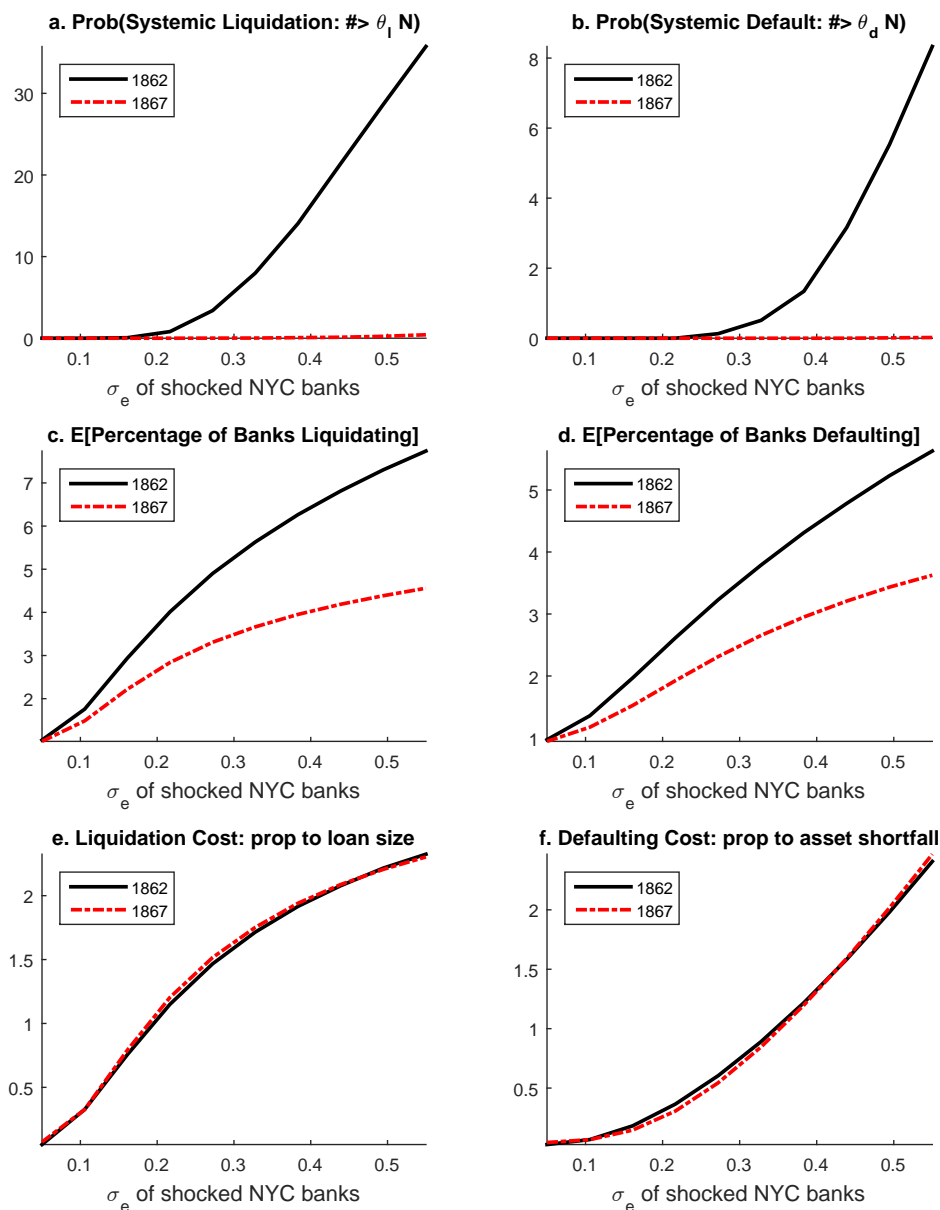 a. Prob(Systemic Liquidation: #> θ_l N)
1862
1867
30
20
10
0
0.1 0.2 0.3 0.4 0.5
σ_e of shocked NYC banks
b. Prob(Systemic Default: #> θ_d N)
1862
1867
8
6
4
2
0
0.1 0.2 0.3 0.4 0.5
σ_e of shocked NYC banks
c. E[Percentage of Banks Liquidating]
1862
1867
7
6
5
4
3
2
0.1 0.2 0.3 0.4 0.5
σ_e of shocked NYC banks
d. E[Percentage of Banks Defaulting]
1862
1867
5
4
3
2
1
0.1 0.2 0.3 0.4 0.5
σ_e of shocked NYC banks
e. Liquidation Cost: prop to loan size
1862
1867
2
1.5
1
0.5
0.1 0.2 0.3 0.4 0.5
σ_e of shocked NYC banks
f. Defaulting Cost: prop to asset shortfall
1862
1867
2
1.5
1
0.5
0.1 0.2 0.3 0.4 0.5
σ_e of shocked NYC banks